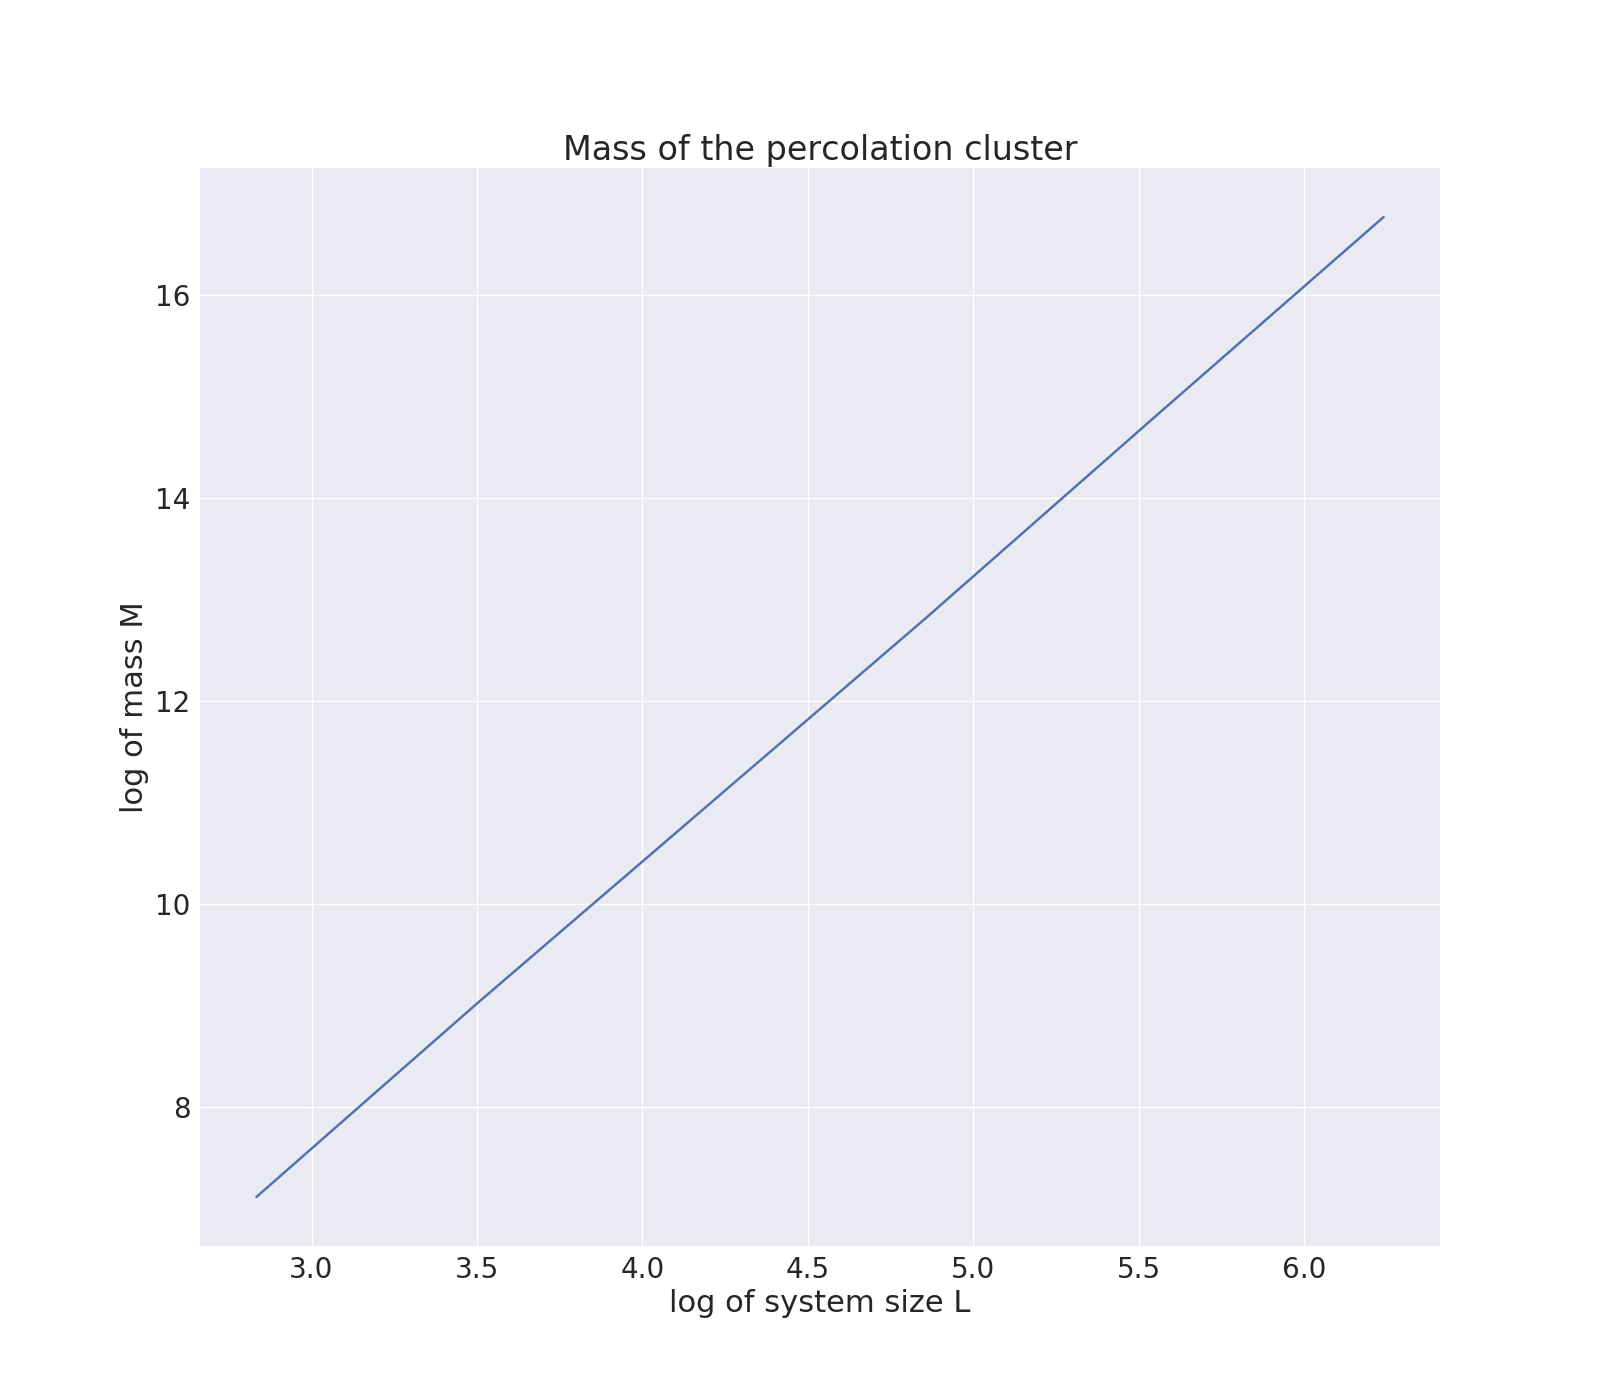 Mass of the percolation cluster
16
14
12
10
8
log of mass M
3.0 3.5 4.0 4.5 5.0 5.5 6.0
log of system size L